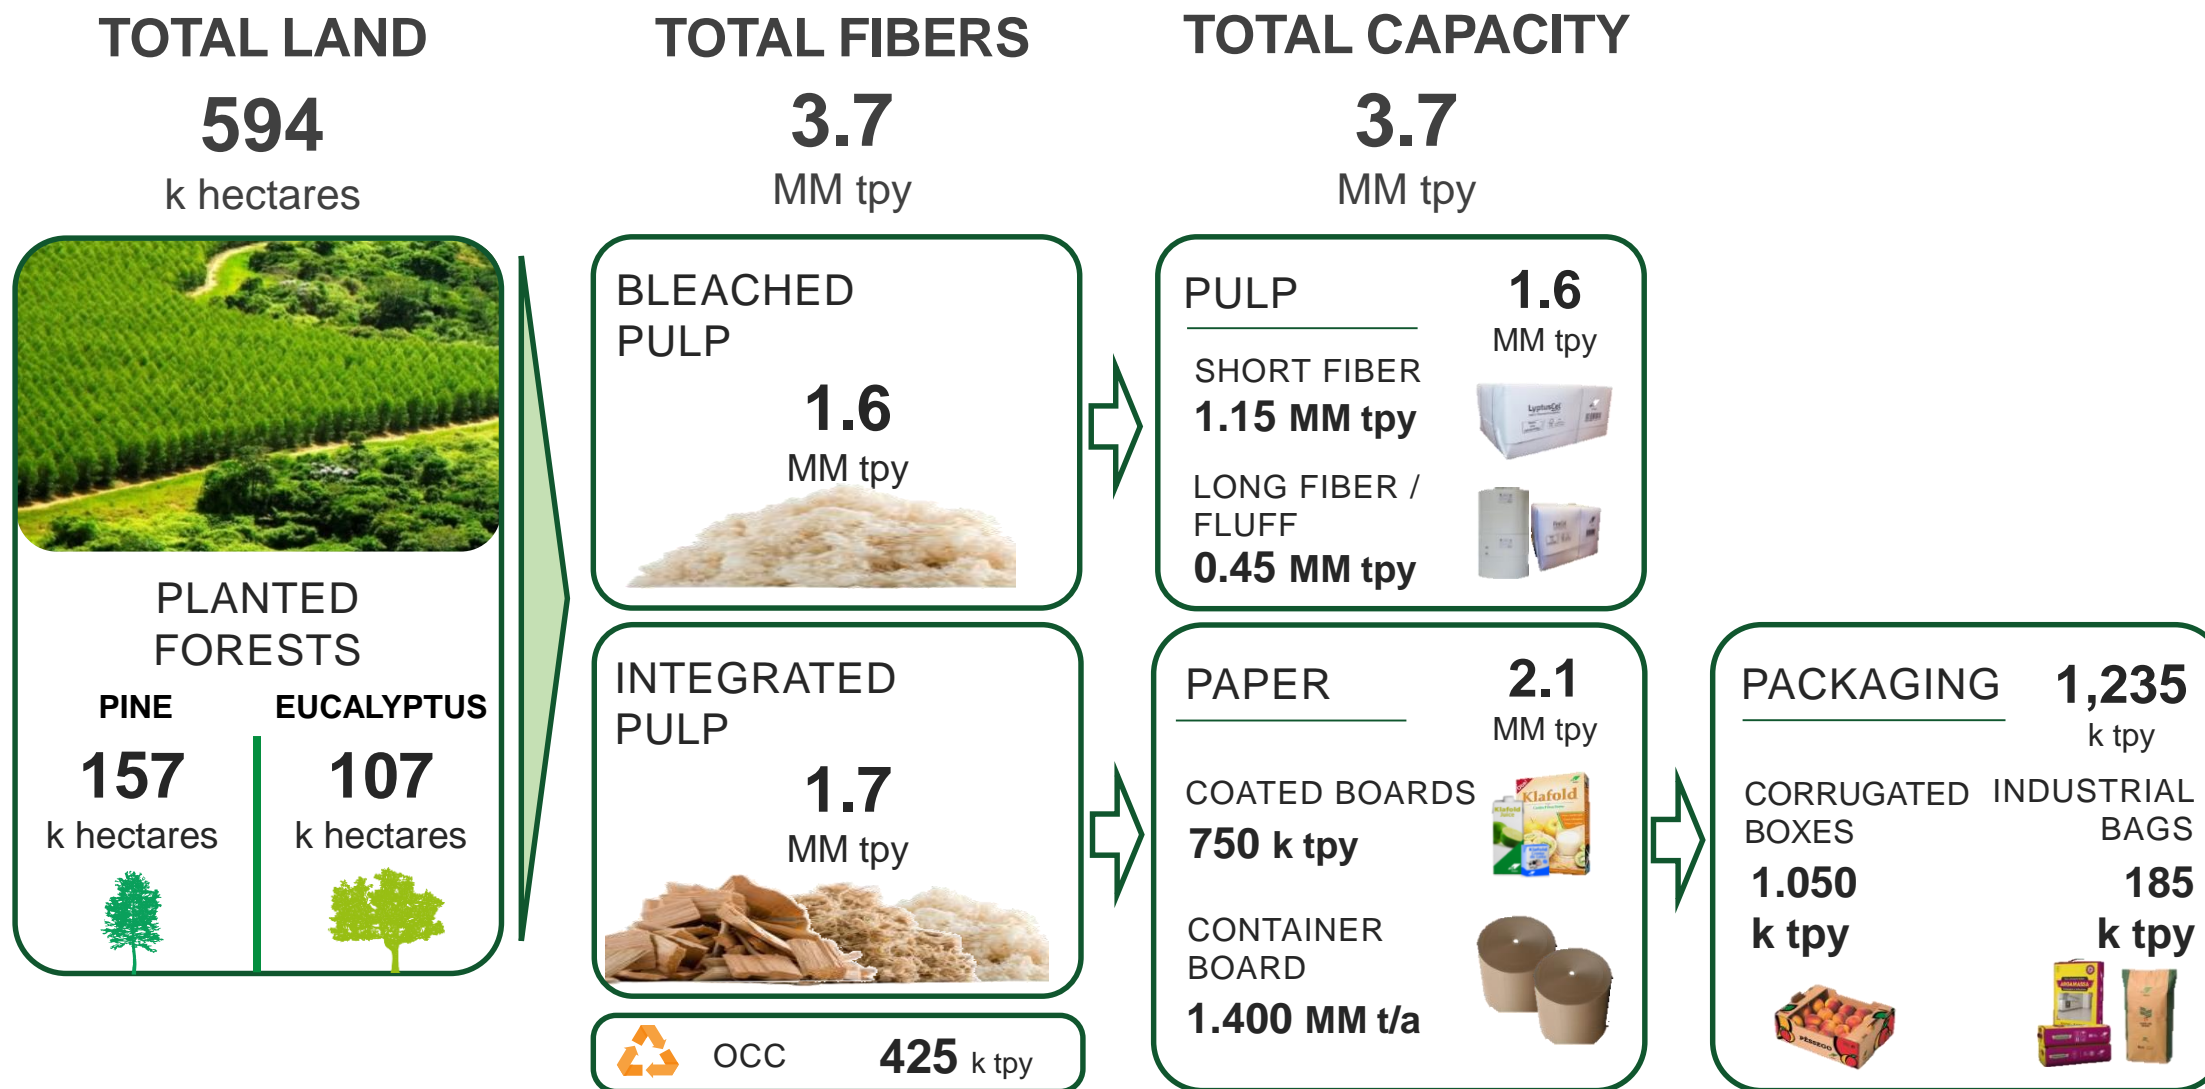 TOTAL LAND
594
k hectares
PLANTED
FORESTS
PINE
157
k hectares
EUCALYPTUS
107
k hectares
TOTAL FIBERS
3.7
MM tpy
BLEACHED
PULP
1.6
MM tpy
INTEGRATED
PULP
1.7
MM tpy
OCC 425 k tpy
TOTAL CAPACITY
3.7
MM tpy
PULP
1.6
MM tpy
SHORT FIBER
1.15 MM tpy
LyptusCel
LONG FIBER /
FLUFF
0.45 MM tpy
PAPER
2.1
MM tpy
COATED BOARDS
750 k tpy
Klafold
CONTAINER
BOARD
1.400 MM t/a
PACKAGING
1,235
k tpy
CORRUGATED
BOXES
1.050
k tpy
PÊSSEGO
INDUSTRIAL
BAGS
185
k tpy
ARGAMASSA